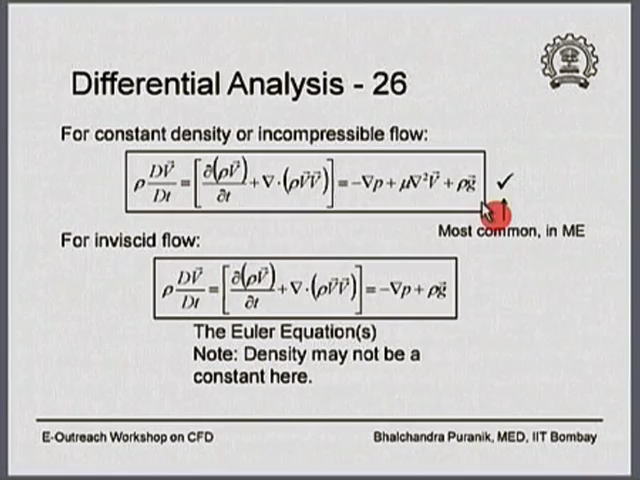 Differential Analysis - 26
For constant density or incompressible flow:
ρ DV⃗/Dt = [∂(ρV⃗)/∂t + ∇·(ρV⃗V⃗)] = -∇p + μ∇²V⃗ + ρg⃗ ✓
Most common, in ME
For inviscid flow:
ρ DV⃗/Dt = [∂(ρV⃗)/∂t + ∇·(ρV⃗V⃗)] = -∇p + ρg⃗
The Euler Equation(s)
Note: Density may not be a
constant here.
E-Outreach Workshop on CFD
Bhalchandra Puranik, MED, IIT Bombay